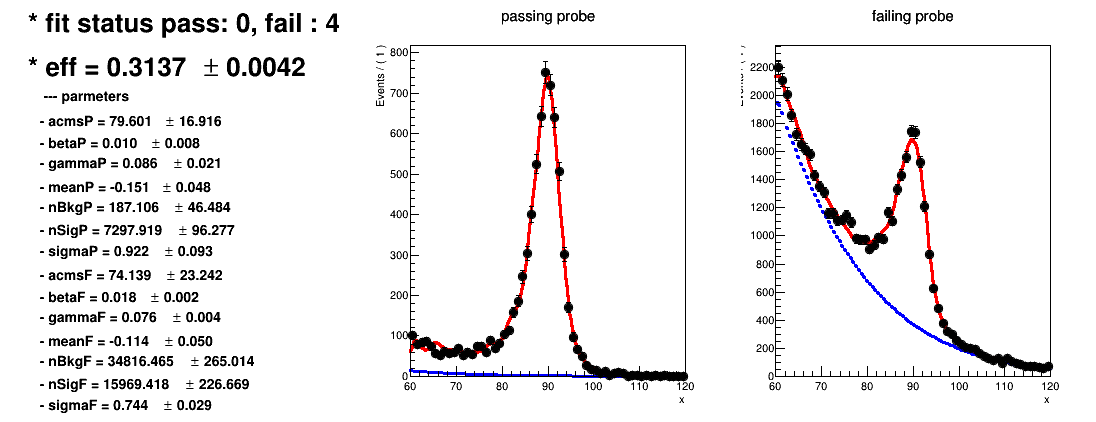 * fit status pass: 0, fail : 4
* eff = 0.3137 ± 0.0042
--- parmeters
- acmsP = 79.601 ± 16.916
- betaP = 0.010 ± 0.008
- gammaP = 0.086 ± 0.021
- meanP = -0.151 ± 0.048
- nBkgP = 187.106 ± 46.484
- nSigP = 7297.919 ± 96.277
- sigmaP = 0.922 ± 0.093
- acmsF = 74.139 ± 23.242
- betaF = 0.018 ± 0.002
- gammaF = 0.076 ± 0.004
- meanF = -0.114 ± 0.050
- nBkgF = 34816.465 ± 265.014
- nSigF = 15969.418 ± 226.669
- sigmaF = 0.744 ± 0.029
passing probe
Events / ( 1 )
800
700
600
500
400
300
200
100
0
60 70 80 90 100 110 120
x
failing probe
Events / ( 1 )
2200
2000
1800
1600
1400
1200
1000
800
600
400
200
0
60 70 80 90 100 110 120
x